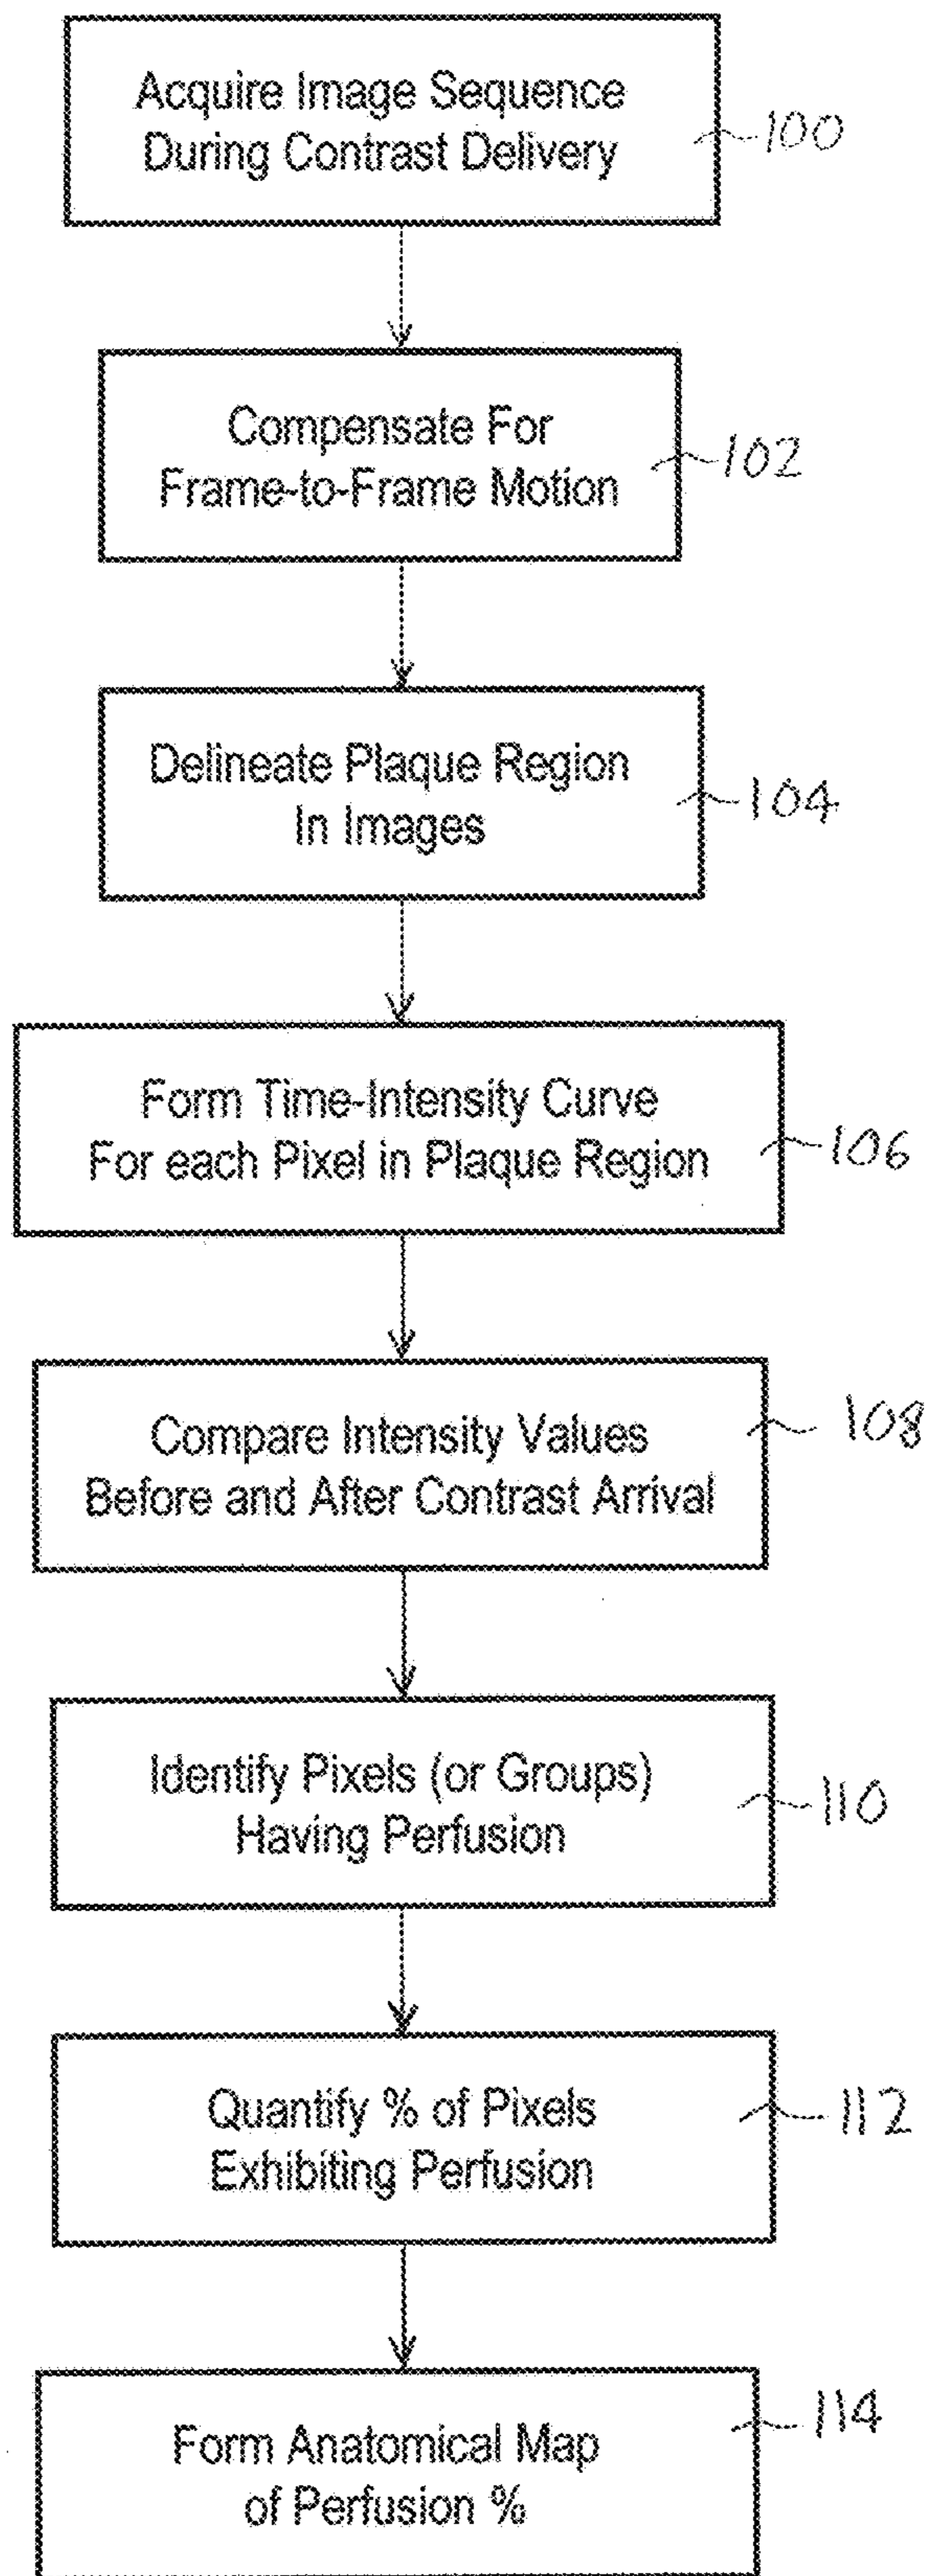 Acquire Image Sequence
During Contrast Delivery
100
Compensate For
Frame-to-Frame Motion
102
Delineate Plaque Region
In Images
104
Form Time-Intensity Curve
For each Pixel in Plaque Region
106
Compare Intensity Values
Before and After Contrast Arrival
108
Identify Pixels (or Groups)
Having Perfusion
110
Quantify % of Pixels
Exhibiting Perfusion
112
Form Anatomical Map
of Perfusion %
114